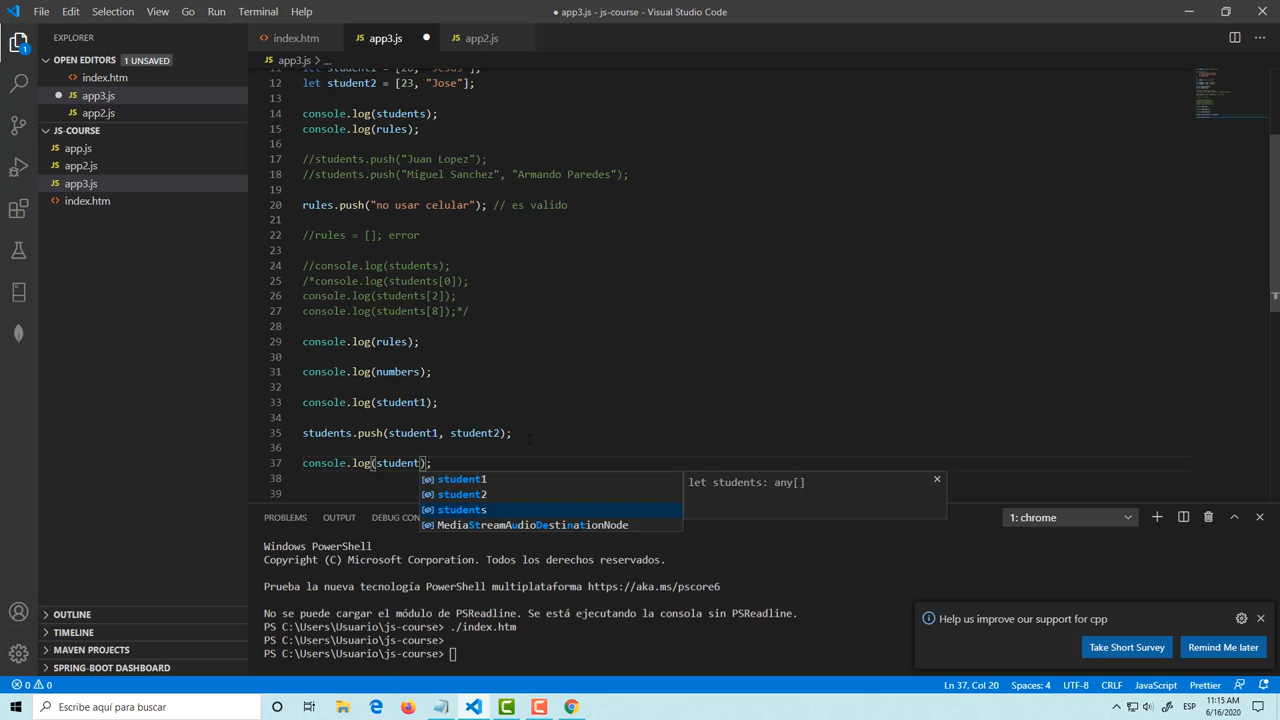 File Edit Selection View Go Run Terminal Help
● app3.js - js-course - Visual Studio Code
EXPLORER
index.htm app3.js app2.js
OPEN EDITORS 1 UNSAVED
app3.js > ...
index.htm
app3.js
app2.js
JS-COURSE
app.js
app2.js
app3.js
index.htm
12 let student2 = [23, "Jose"];
13
14 console.log(students);
15 console.log(rules);
16
17 //students.push("Juan Lopez");
18 //students.push("Miguel Sanchez", "Armando Paredes");
19
20 rules.push("no usar celular"); // es valido
21
22 //rules = []; error
23
24 //console.log(students);
25 /*console.log(students[0]);
26 console.log(students[2]);
27 console.log(students[8]);*/
28
29 console.log(rules);
30
31 console.log(numbers);
32
33 console.log(student1);
34
35 students.push(student1, student2);
36
37 console.log(student);
38
39
student1
student2
students
MediaStreamAudioDestinationNode
let students: any[]
PROBLEMS OUTPUT DEBUG CON
1: chrome
Windows PowerShell
Copyright (C) Microsoft Corporation. Todos los derechos reservados.
Prueba la nueva tecnología PowerShell multiplataforma https://aka.ms/pscore6
No se puede cargar el módulo de PSReadline. Se está ejecutando la consola sin PSReadline.
PS C:\Users\Usuario\js-course> ./index.htm
PS C:\Users\Usuario\js-course>
PS C:\Users\Usuario\js-course>
OUTLINE
TIMELINE
MAVEN PROJECTS
SPRING-BOOT DASHBOARD
Help us improve our support for cpp
Take Short Survey Remind Me later
0 0
Ln 37, Col 20 Spaces: 4 UTF-8 CRLF JavaScript Prettier
Escribe aquí para buscar
ESP
11:15 AM
6/16/2020